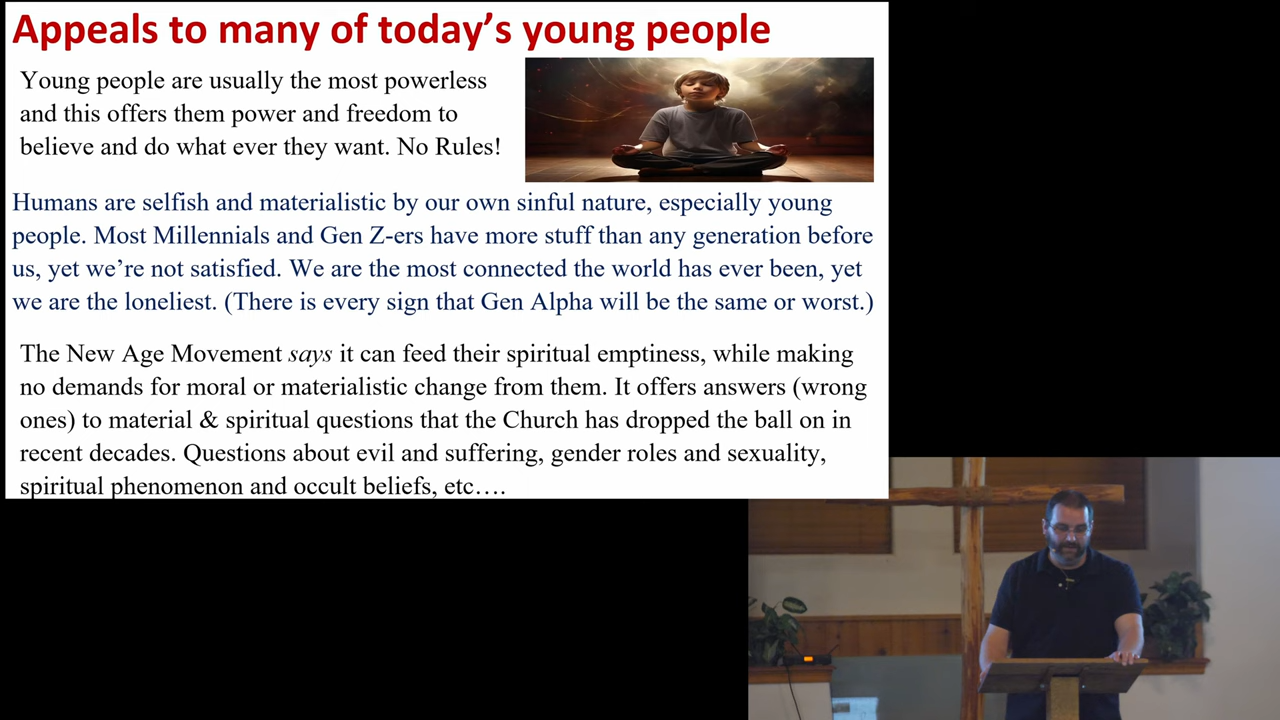 Appeals to many of today's young people
Young people are usually the most powerless
and this offers them power and freedom to
believe and do what ever they want. No Rules!
Humans are selfish and materialistic by our own sinful nature, especially young
people. Most Millennials and Gen Z-ers have more stuff than any generation before
us, yet we're not satisfied. We are the most connected the world has ever been, yet
we are the loneliest. (There is every sign that Gen Alpha will be the same or worst.)
The New Age Movement says it can feed their spiritual emptiness, while making
no demands for moral or materialistic change from them. It offers answers (wrong
ones) to material & spiritual questions that the Church has dropped the ball on in
recent decades. Questions about evil and suffering, gender roles and sexuality,
spiritual phenomenon and occult beliefs, etc….